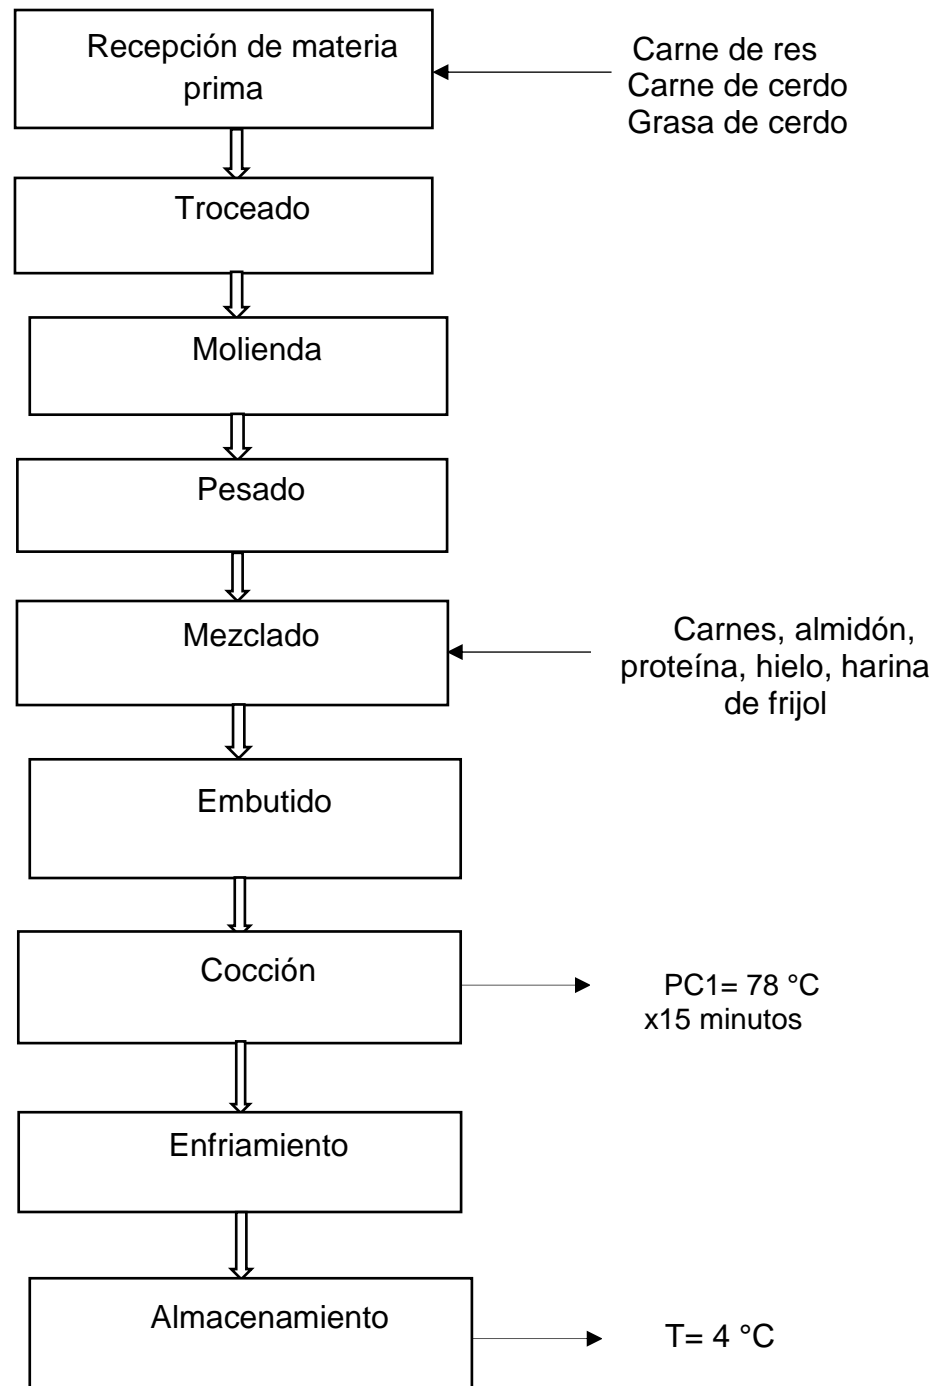 Recepción de materia
prima
Carne de res
Carne de cerdo
Grasa de cerdo
Troceado
Molienda
Pesado
Mezclado
Carnes, almidón,
proteína, hielo, harina
de frijol
Embutido
Cocción
PC1= 78 °C
x15 minutos
Enfriamiento
Almacenamiento
T= 4 °C